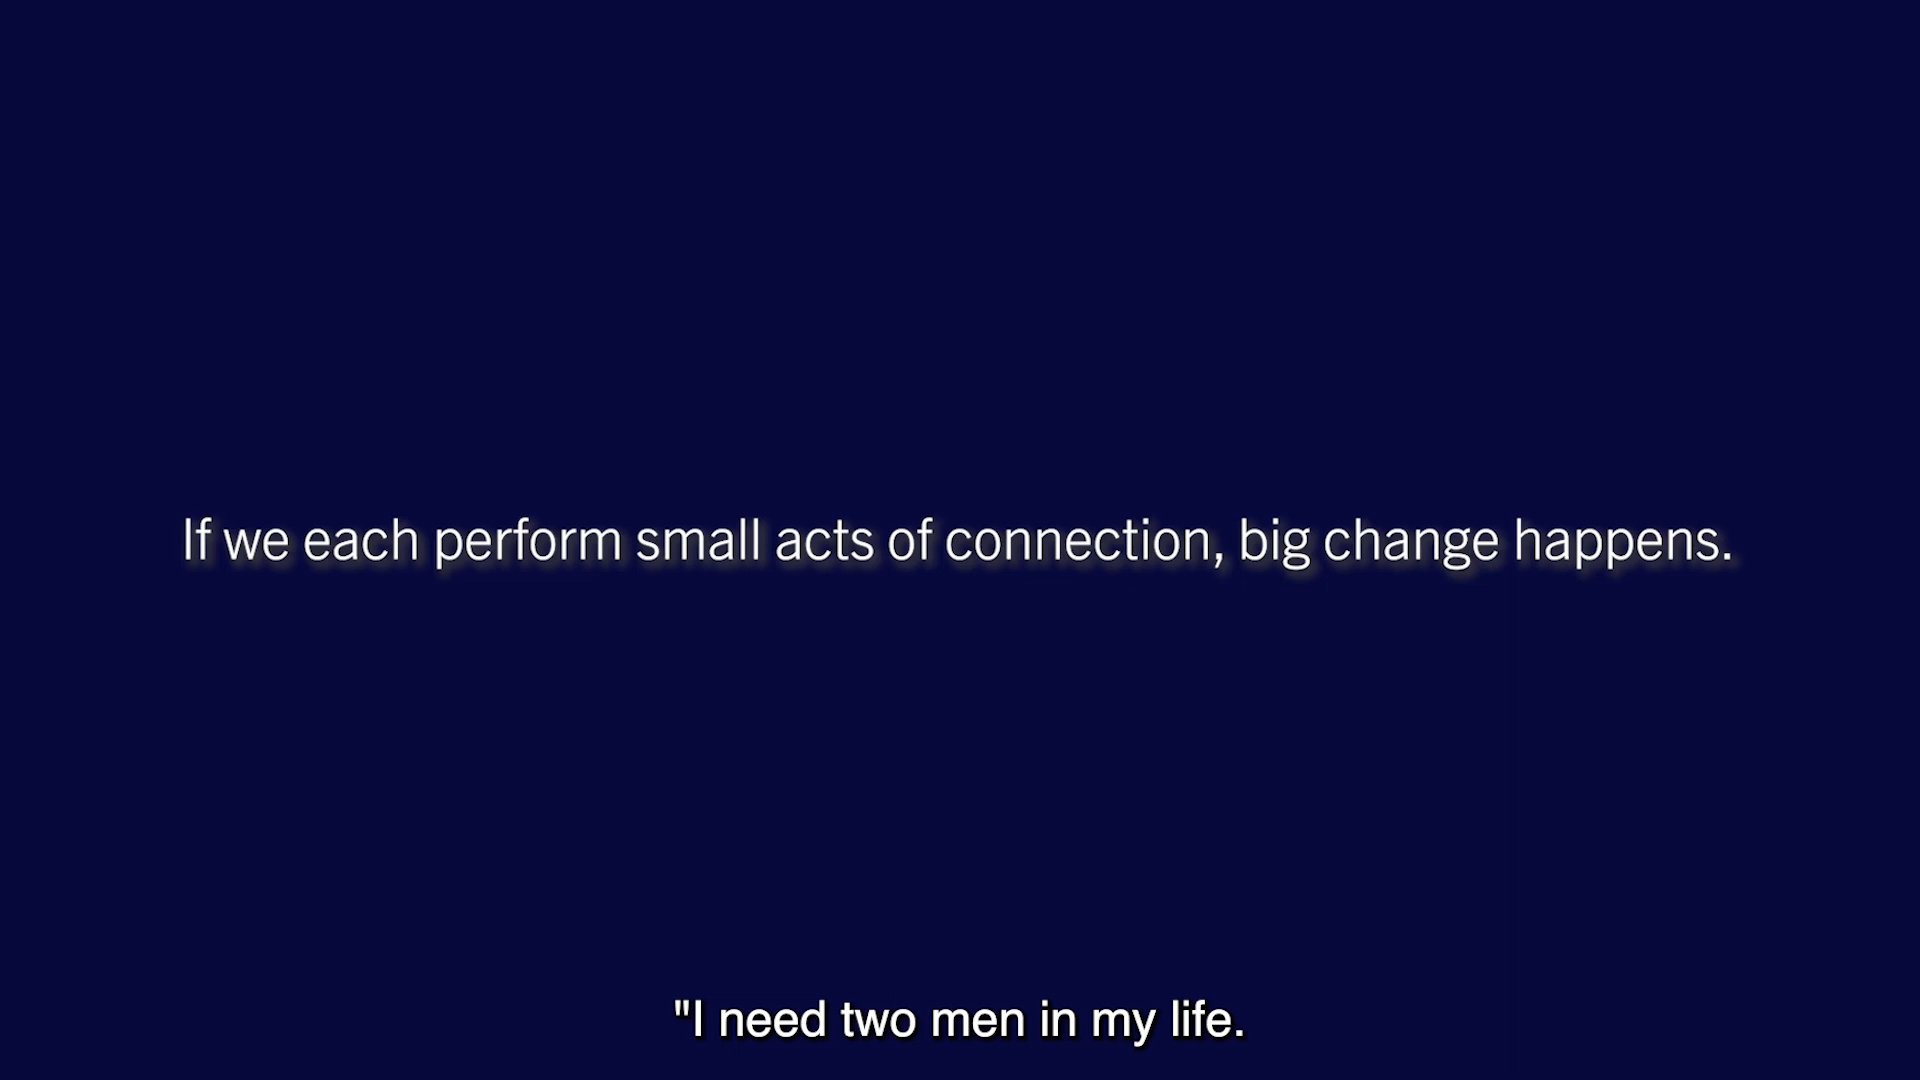 If we each perform small acts of connection, big change happens.
"I need two men in my life.